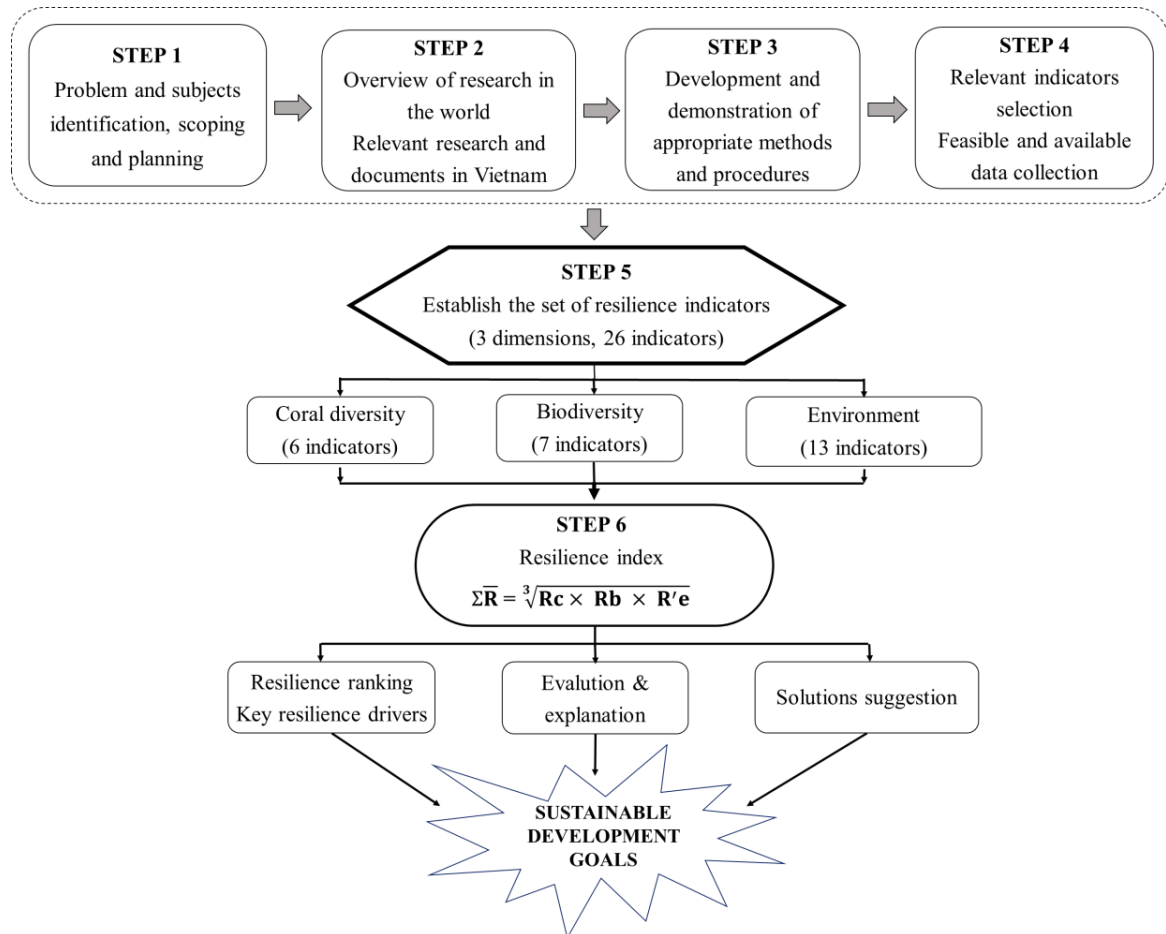 STEP 1
Problem and subjects
identification, scoping
and planning
STEP 2
Overview of research in
the world
Relevant research and
documents in Vietnam
STEP 3
Development and
demonstration of
appropriate methods
and procedures
STEP 4
Relevant indicators
selection
Feasible and available
data collection
STEP 5
Establish the set of resilience indicators
(3 dimensions, 26 indicators)
Coral diversity
(6 indicators)
Biodiversity
(7 indicators)
Environment
(13 indicators)
STEP 6
Resilience index
ΣR̅ = ∛(Rc × Rb × R′e)
Resilience ranking
Key resilience drivers
Evalution &
explanation
Solutions suggestion
SUSTAINABLE
DEVELOPMENT
GOALS